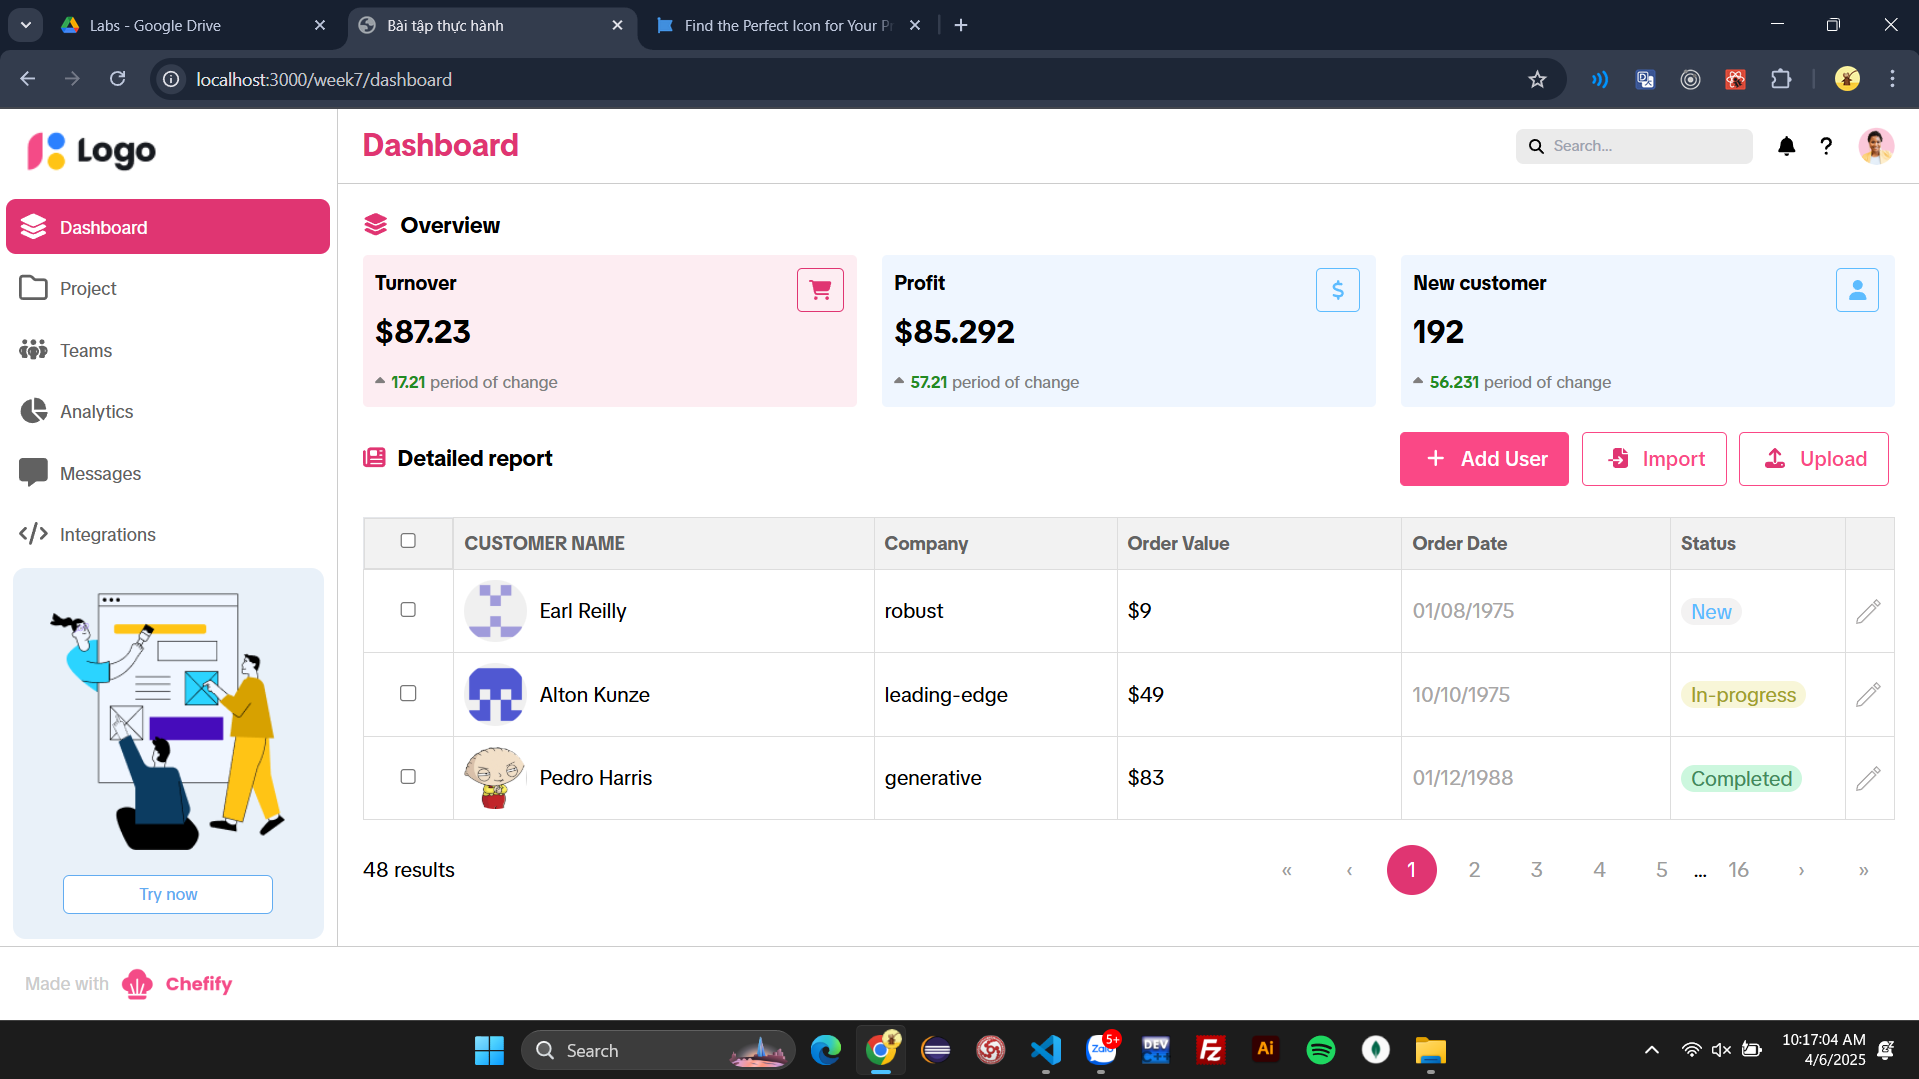 Labs - Google Drive
Bài tập thực hành
Find the Perfect Icon for Your P
localhost:3000/week7/dashboard
Logo
Dashboard
Search...
?
Dashboard
Project
Teams
Analytics
Messages
Integrations
Try now
Overview
Turnover
$87.23
17.21 period of change
Profit
$
$85.292
57.21 period of change
New customer
192
56.231 period of change
Detailed report
+ Add User
Import
Upload
CUSTOMER NAME Company Order Value Order Date Status
Earl Reilly robust $9 01/08/1975 New
Alton Kunze leading-edge $49 10/10/1975 In-progress
Pedro Harris generative $83 01/12/1988 Completed
48 results
« ‹ 1 2 3 4 5 ... 16 › »
Made with Chefify
Search
Zalo
5+
DEV
C++
Fz
Ai
10:17:04 AM
4/6/2025